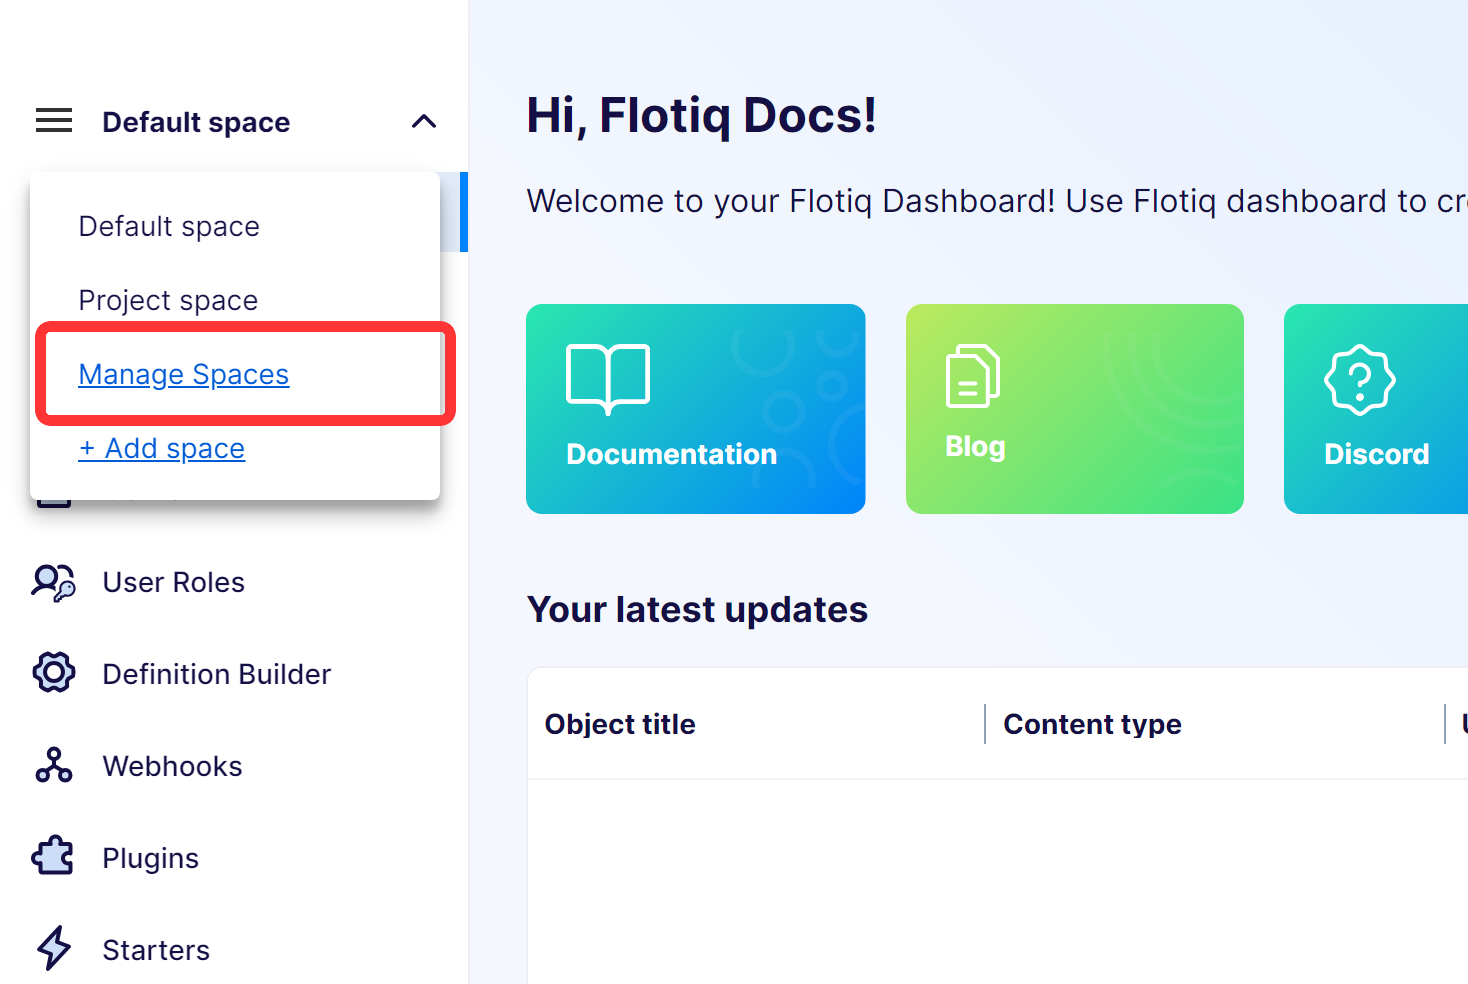 Default space
Default space
Project space
Manage Spaces
+ Add space
User Roles
Definition Builder
Webhooks
Plugins
Starters
Hi, Flotiq Docs!
Welcome to your Flotiq Dashboard! Use Flotiq dashboard to
Documentation
Blog
Discord
Your latest updates
Object title
Content type